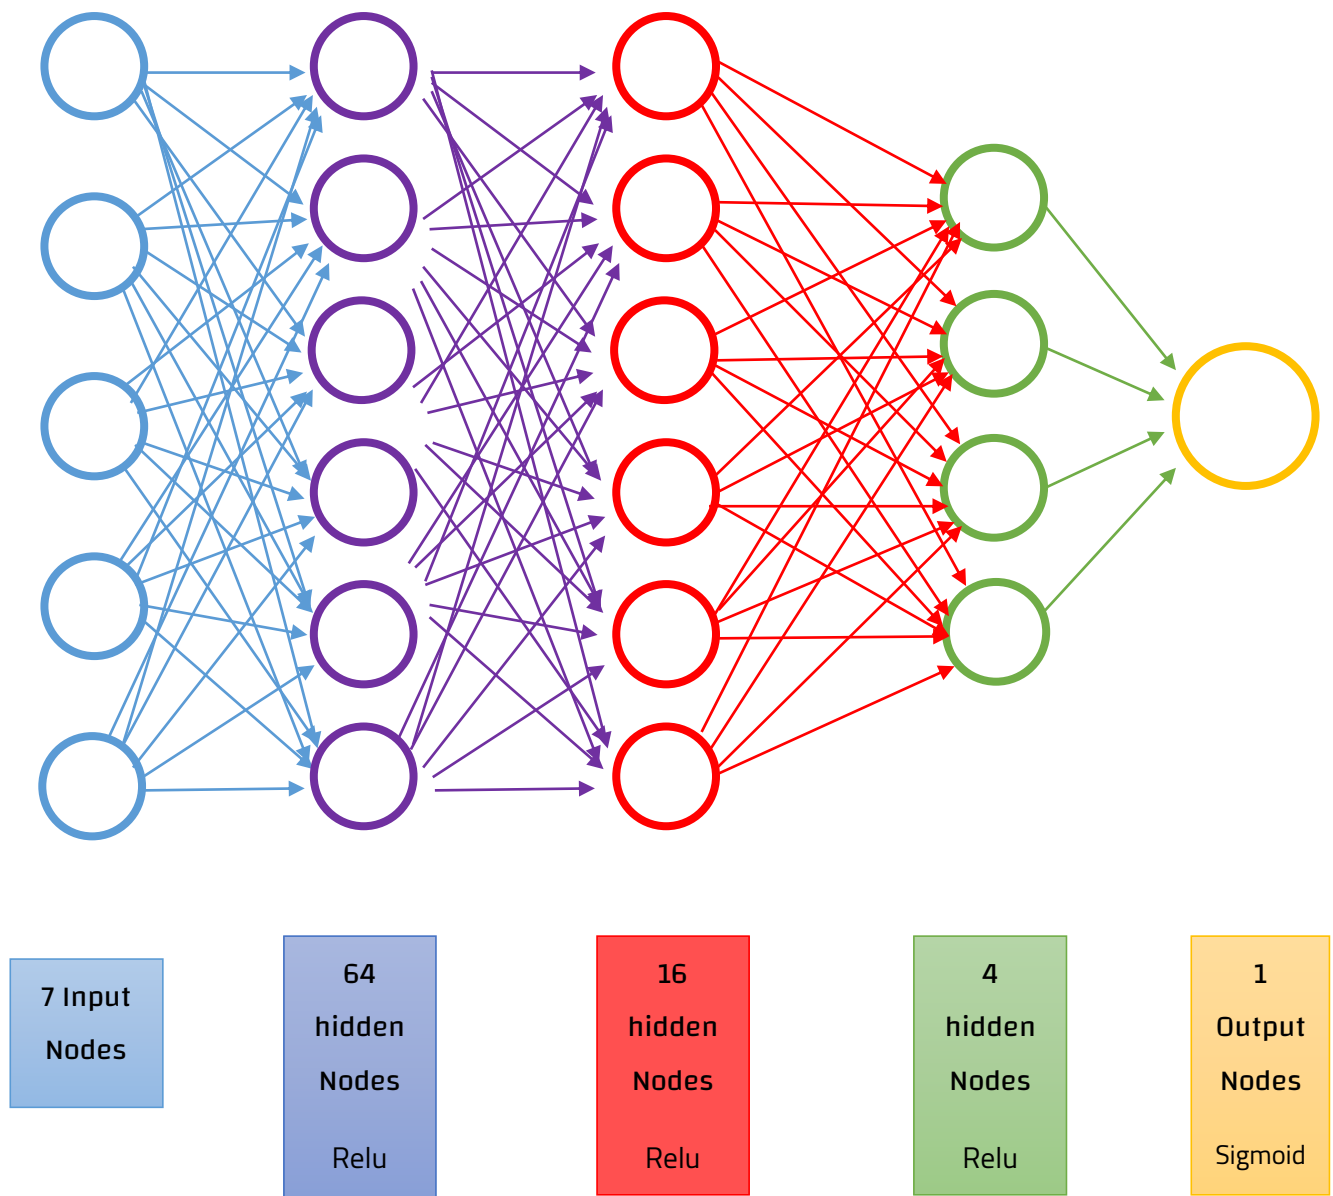 7 Input
Nodes
64
hidden
Nodes
Relu
16
hidden
Nodes
Relu
4
hidden
Nodes
Relu
1
Output
Nodes
Sigmoid